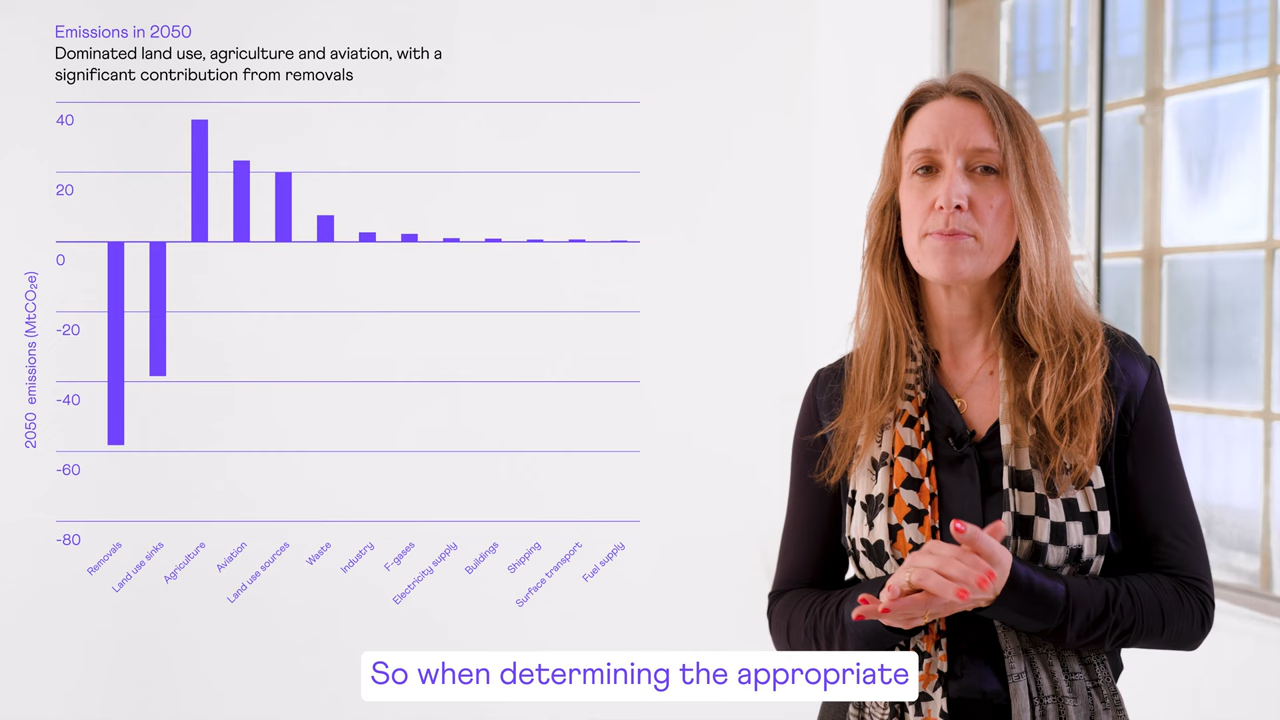 Emissions in 2050
Dominated land use, agriculture and aviation, with a
significant contribution from removals
40
20
0
-20
-40
-60
-80
2050 emissions (MtCO₂e)
Removals
Land use sinks
Agriculture
Aviation
Land use sources
Waste
Industry
F-gases
Electricity supply
Buildings
Shipping
Surface transport
Fuel supply
So when determining the appropriate